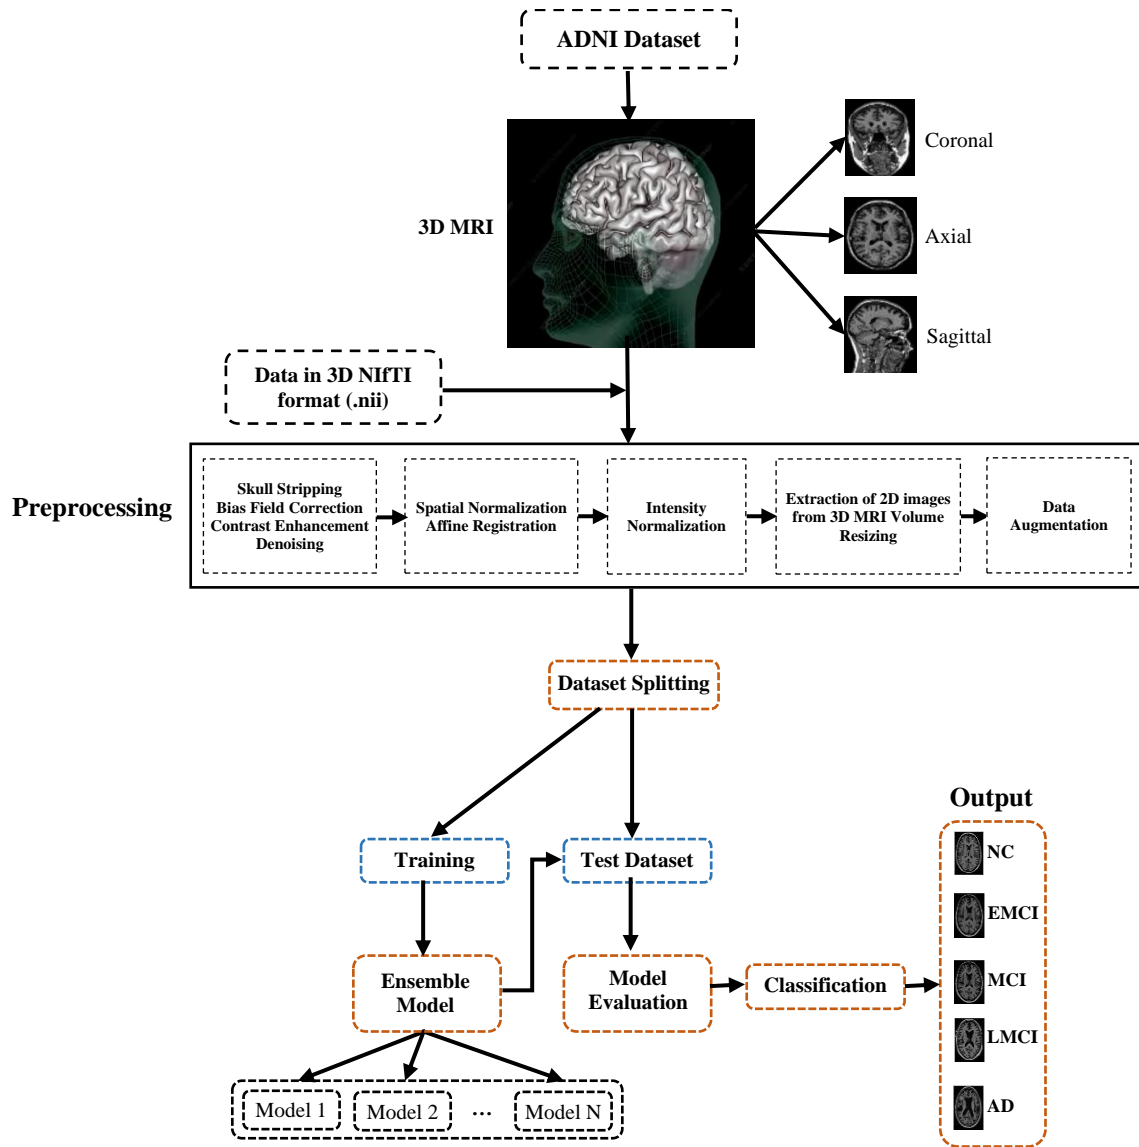 ADNI Dataset
Coronal
3D MRI
Axial
Sagittal
Data in 3D NIfTI
format (.nii)
Preprocessing
Skull Stripping
Bias Field Correction
Contrast Enhancement
Denoising
Spatial Normalization
Affine Registration
Intensity
Normalization
Extraction of 2D images
from 3D MRI Volume
Resizing
Data
Augmentation
Dataset Splitting
Training
Test Dataset
Ensemble
Model
Model
Evaluation
Classification
Model 1
Model 2
...
Model N
Output
NC
EMCI
MCI
LMCI
AD